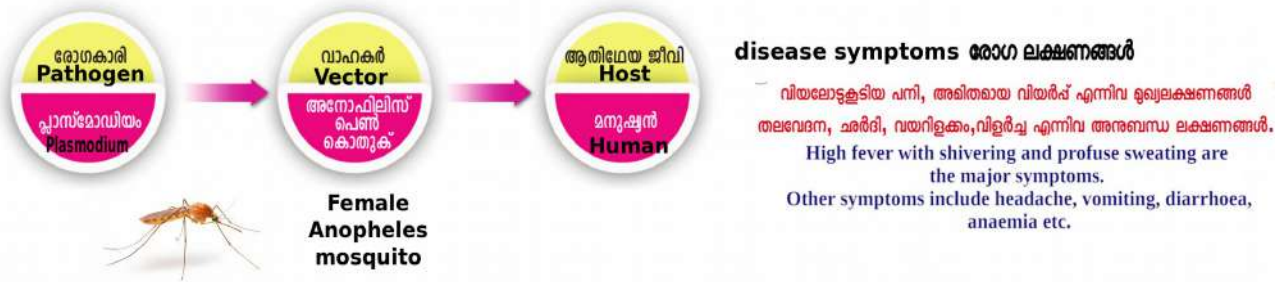 രോഗകാരി
Pathogen
പ്ലാസ്മോഡിയം
Plasmodium
വാഹകർ
Vector
അനോഫിലിസ്
പെൺ
കൊതുക്
Female
Anopheles
mosquito
ആതിഥേയ ജീവി
Host
മനുഷ്യൻ
Human
disease symptoms രോഗ ലക്ഷണങ്ങൾ
വിയലോടുകൂടിയ പനി, അമിതമായ വിയർപ്പ് എന്നിവ മുഖ്യലക്ഷണങ്ങൾ
തലവേദന, ഛർദി, വയറിളക്കം,വിളർച്ച എന്നിവ അനുബന്ധ ലക്ഷണങ്ങൾ.
High fever with shivering and profuse sweating are
the major symptoms.
Other symptoms include headache, vomiting, diarrhoea,
anaemia etc.